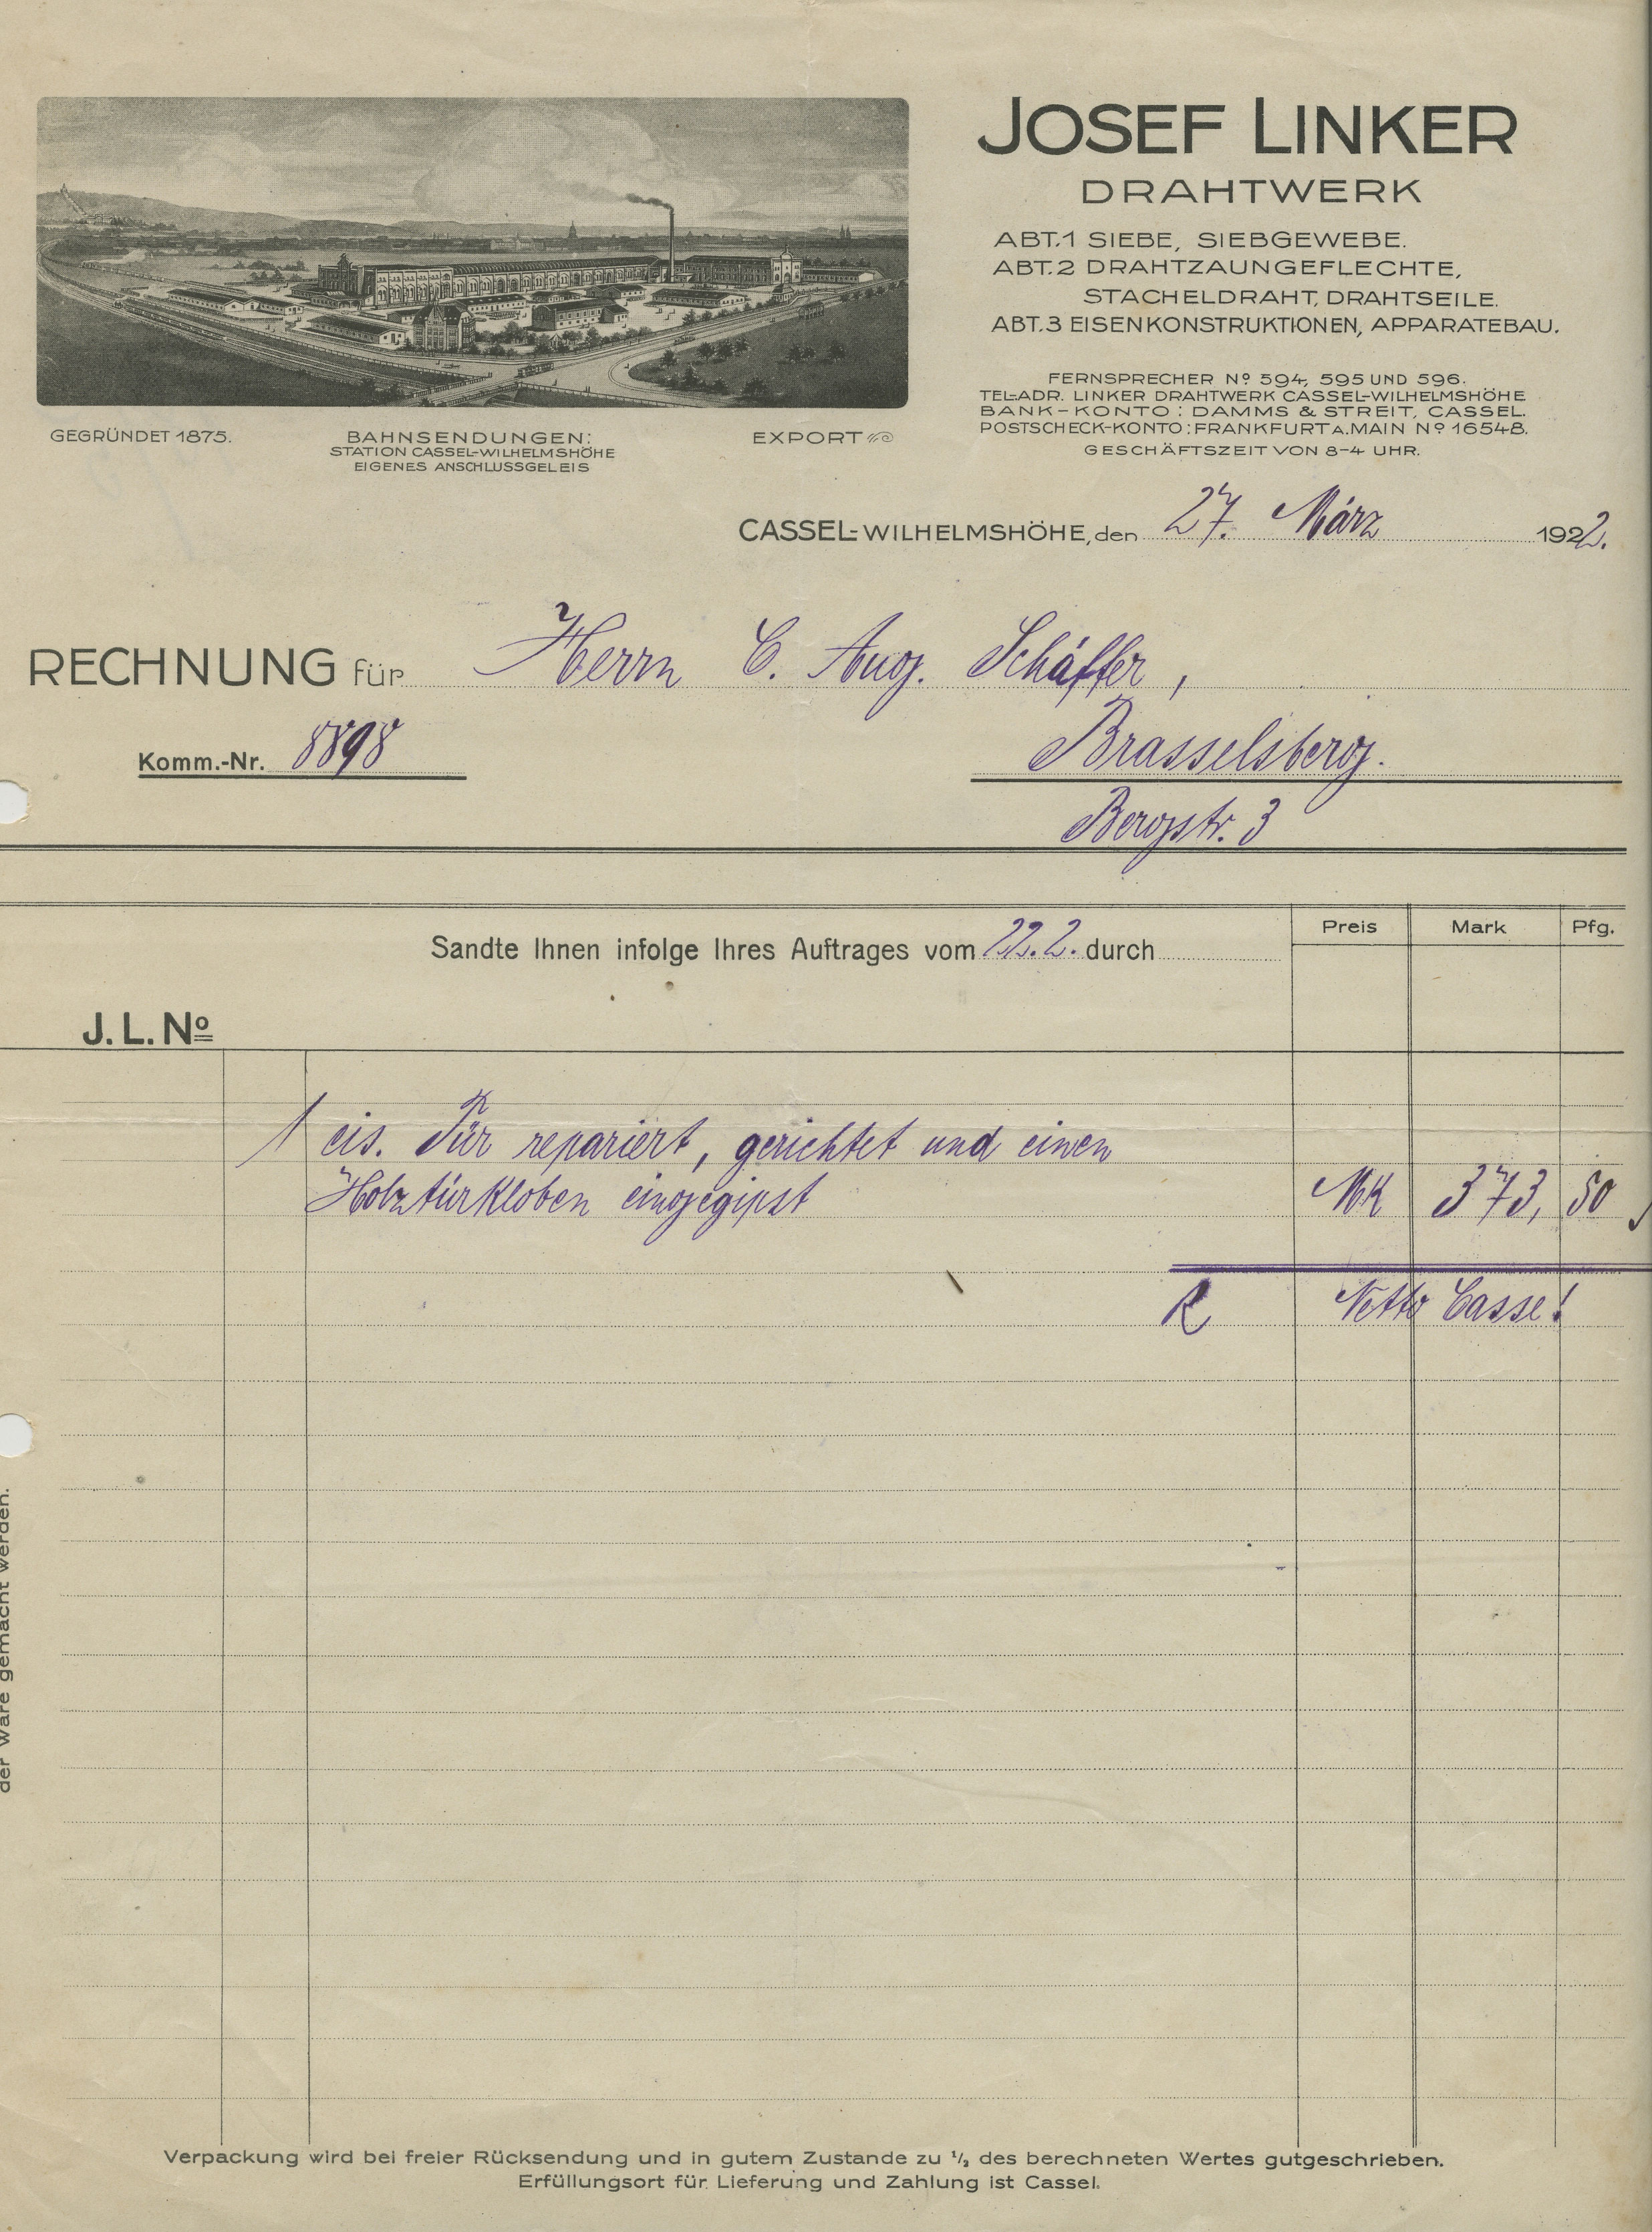 JOSEF LINKER
DRAHTWERK
ABT.1 SIEBE, SIEBGEWEBE.
ABT.2 DRAHTZAUNGEFLECHTE,
STACHELDRAHT, DRAHTSEILE.
ABT.3 EISENKONSTRUKTIONEN, APPARATEBAU.
FERNSPRECHER Nº 594, 595 UND 596.
TEL-ADR. LINKER DRAHTWERK CASSEL-WILHELMSHÖHE
BANK-KONTO: DAMMS & STREIT, CASSEL.
POSTSCHECK-KONTO: FRANKFURT A. MAIN Nº 16548.
GESCHÄFTSZEIT VON 8-4 UHR.
GEGRÜNDET 1875.
BAHNSENDUNGEN:
STATION CASSEL-WILHELMSHÖHE
EIGENES ANSCHLUSSGELEIS
EXPORT
CASSEL-WILHELMSHÖHE, den 27. März 1922.
RECHNUNG für Herrn C. Aug. Schäffer,
Komm.-Nr. 8898 Brasselsberg.
Bergstr. 3
Sandte Ihnen infolge Ihres Auftrages vom 22.2. durch Preis Mark Pfg.
J. L. Nº
1 eis. Tür repariert, gerichtet und einen
Holztürkloben eingegipst MK 373, 50
R Netto Casse!
der Ware gemacht werden.
Verpackung wird bei freier Rücksendung und in gutem Zustande zu ½ des berechneten Wertes gutgeschrieben.
Erfüllungsort für Lieferung und Zahlung ist Cassel.